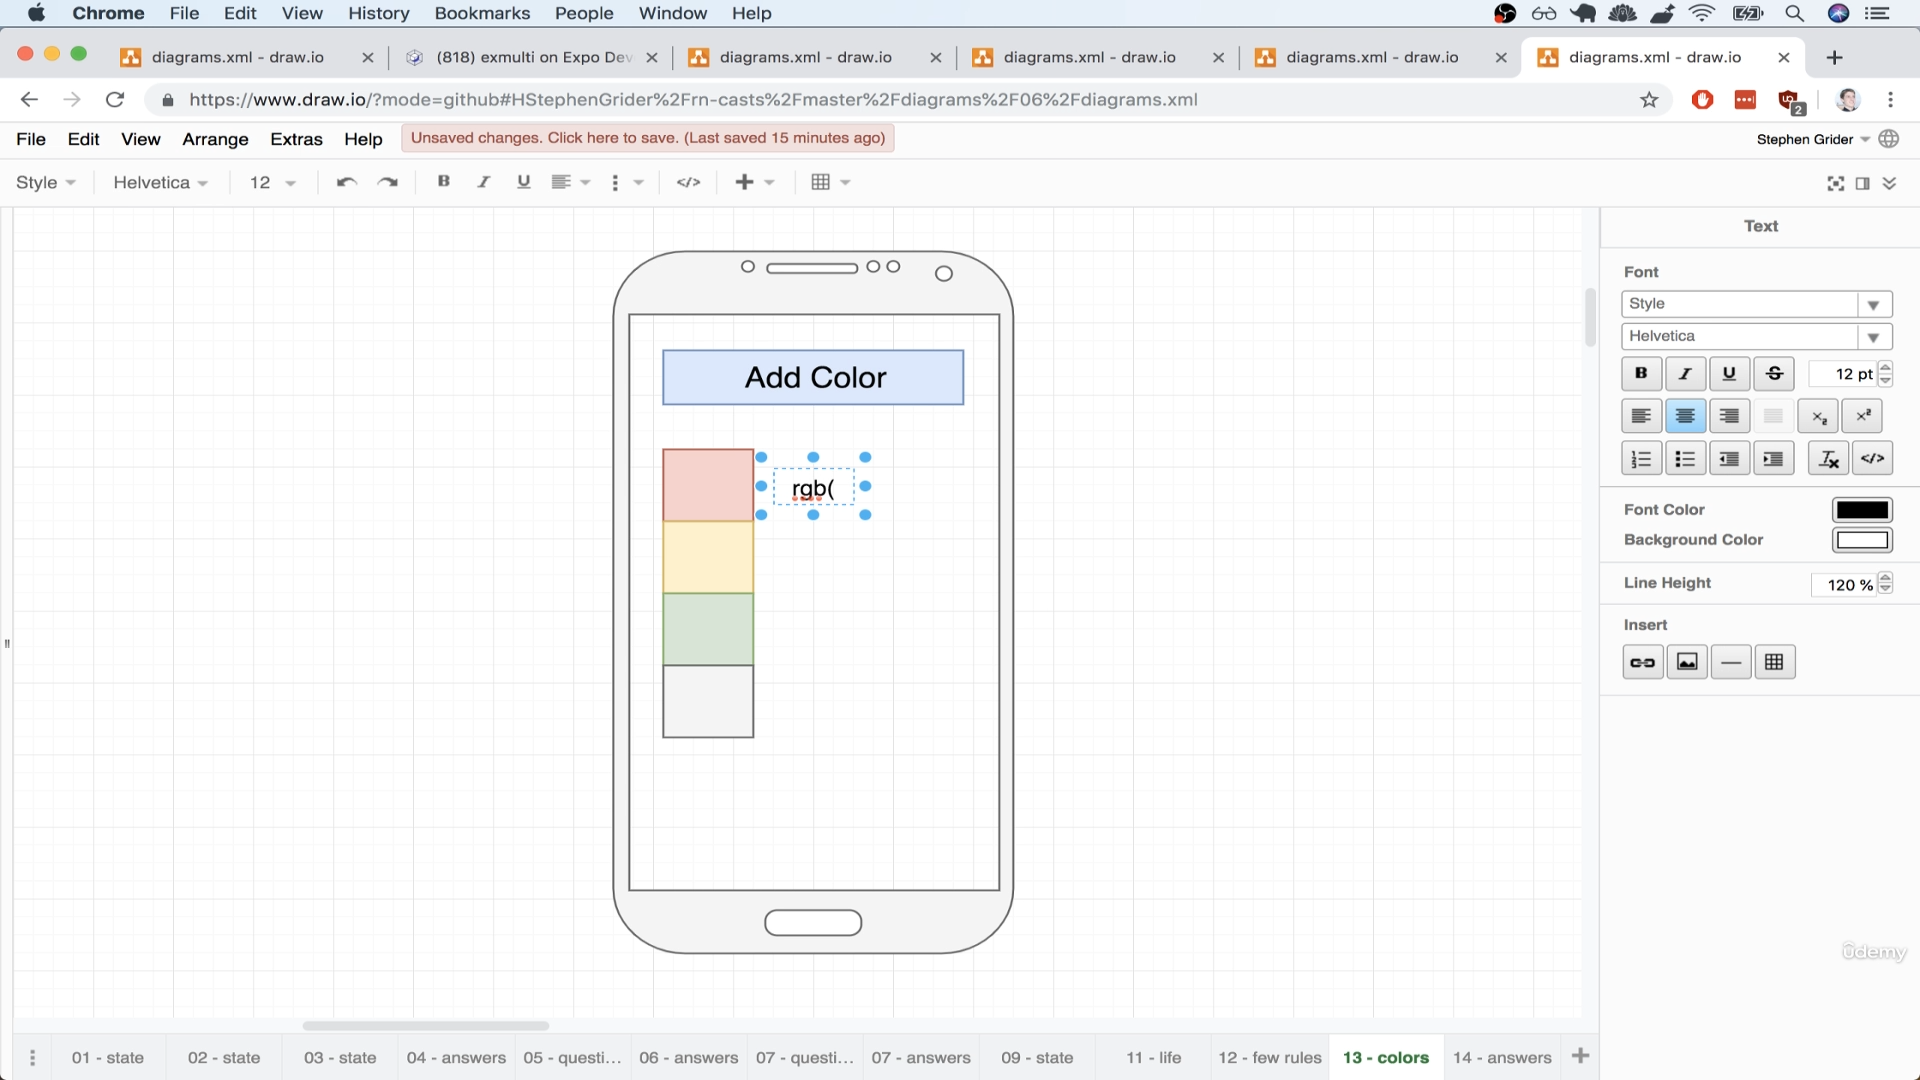 Chrome File Edit View History Bookmarks People Window Help
diagrams.xml - draw.io (818) exmulti on Expo Dev diagrams.xml - draw.io diagrams.xml - draw.io diagrams.xml - draw.io diagrams.xml - draw.io
https://www.draw.io/?mode=github#HStephenGrider%2Frn-casts%2Fmaster%2Fdiagrams%2F06%2Fdiagrams.xml 2
File Edit View Arrange Extras Help Unsaved changes. Click here to save. (Last saved 15 minutes ago) Stephen Grider
Style Helvetica 12 B I U </>
Text
Font
Style
Helvetica
B I U S 12 pt
</>
Font Color
Background Color
Line Height 120 %
Insert
Add Color
rgb(
ûdemy
01 - state 02 - state 03 - state 04 - answers 05 - questi... 06 - answers 07 - questi... 07 - answers 09 - state 11 - life 12 - few rules 13 - colors 14 - answers